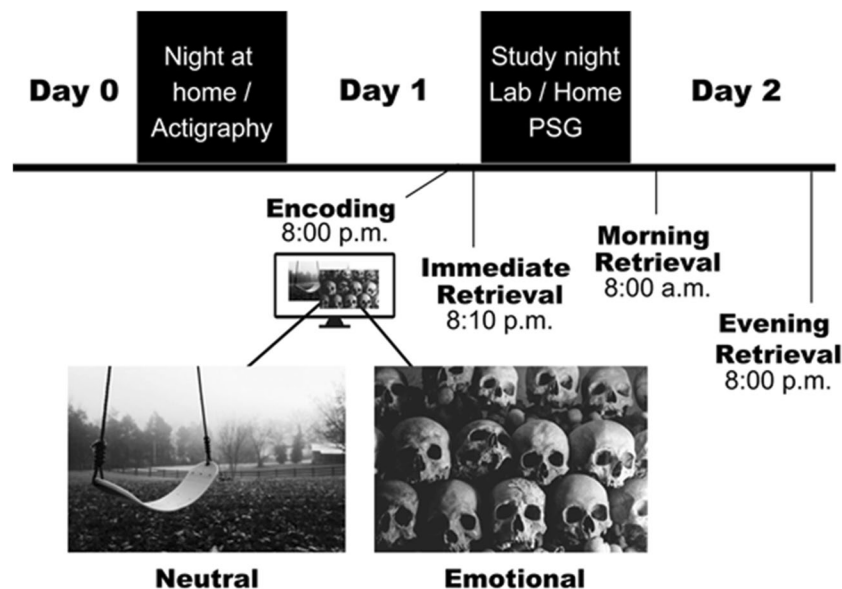 Day 0
Night at
home /
Actigraphy
Day 1
Study night
Lab / Home
PSG
Day 2
Encoding
8:00 p.m.
Immediate
Retrieval
8:10 p.m.
Morning
Retrieval
8:00 a.m.
Evening
Retrieval
8:00 p.m.
Neutral
Emotional